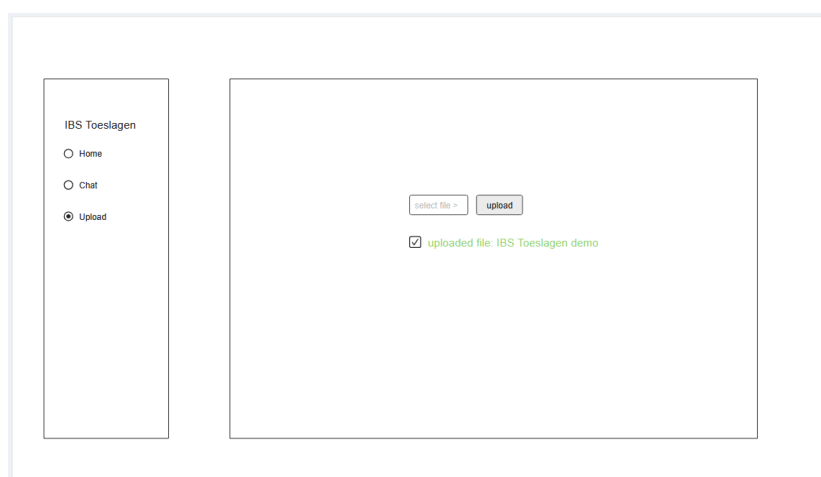 IBS Toeslagen
Home
Chat
Upload
select file >
upload
uploaded file: IBS Toeslagen demo